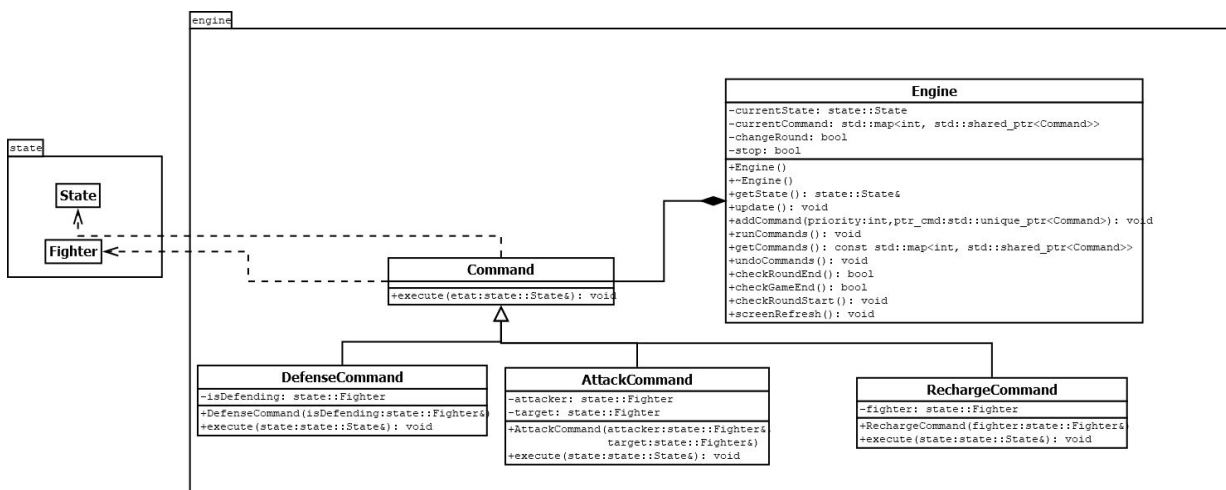 engine
state
State
Fighter
Engine
-currentState: state::State
-currentCommand: std::map<int, std::shared_ptr<Command>>
-changeRound: bool
-stop: bool
+Engine()
+~Engine()
+getState(): state::State&
+update(): void
+addCommand(priority:int,ptr_cmd:std::unique_ptr<Command>): void
+runCommands(): void
+getCommands(): const std::map<int, std::shared_ptr<Command>>
+undoCommands(): void
+checkRoundEnd(): bool
+checkGameEnd(): bool
+checkRoundStart(): void
+screenRefresh(): void
Command
+execute(etat:state::State&): void
DefenseCommand
-isDefending: state::Fighter
+DefenseCommand(isDefending:state::Fighter&)
+execute(state:state::State&): void
AttackCommand
-attacker: state::Fighter
-target: state::Fighter
+AttackCommand(attacker:state::Fighter&,
target:state::Fighter&)
+execute(state:state::State&): void
RechargeCommand
-fighter: state::Fighter
+RechargeCommand(fighter:state::Fighter&)
+execute(state:state::State&): void